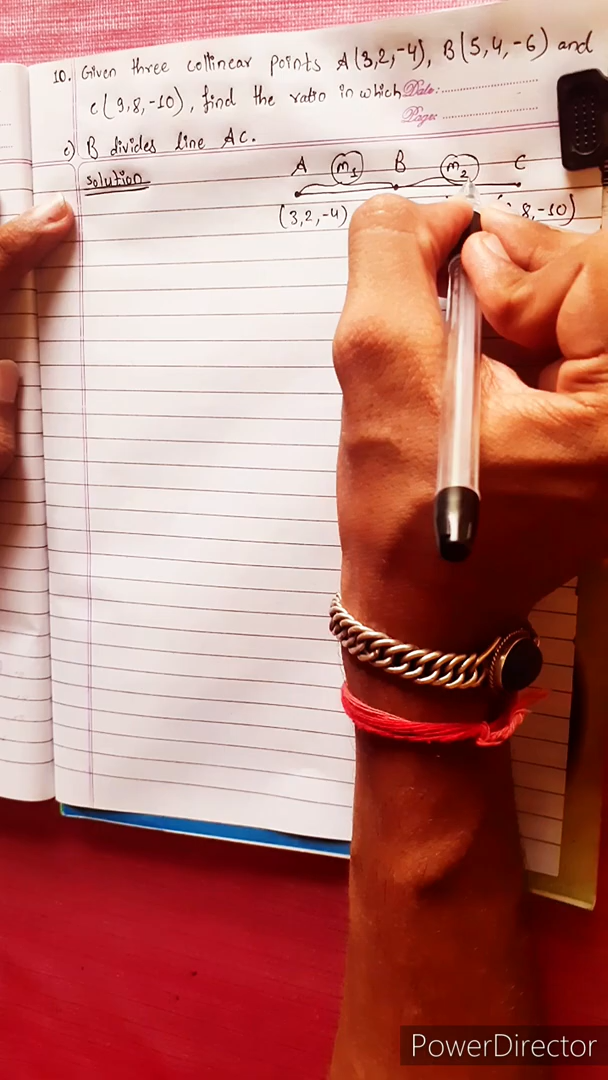 10. Given three collinear points A(3,2,-4), B(5,4,-6) and
C(9,8,-10), find the ratio in which
Date:
Page:
c) B divides line AC.
Solution
A m₁ B m₂ C
(3,2,-4) 8,-10)
PowerDirector